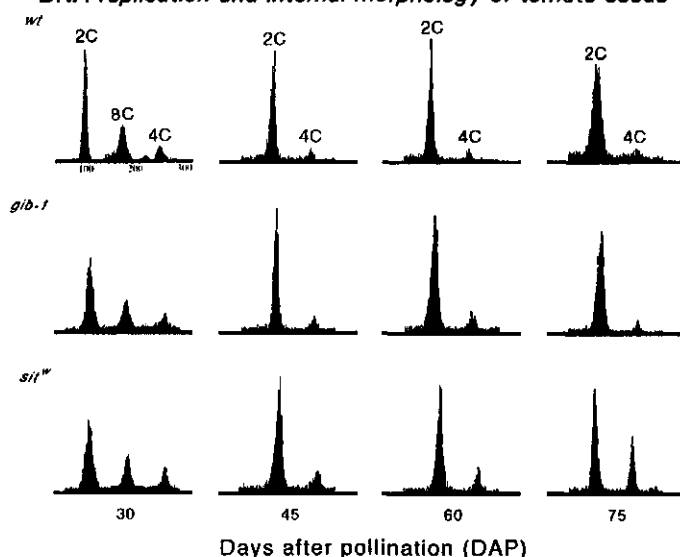 DNA replication and internal morphology of tomato seeds
wt
2C 8C 4C 2C 4C 2C 4C 2C 4C
100 200 300
gib-1
sitʷ
30 45 60 75
Days after pollination (DAP)